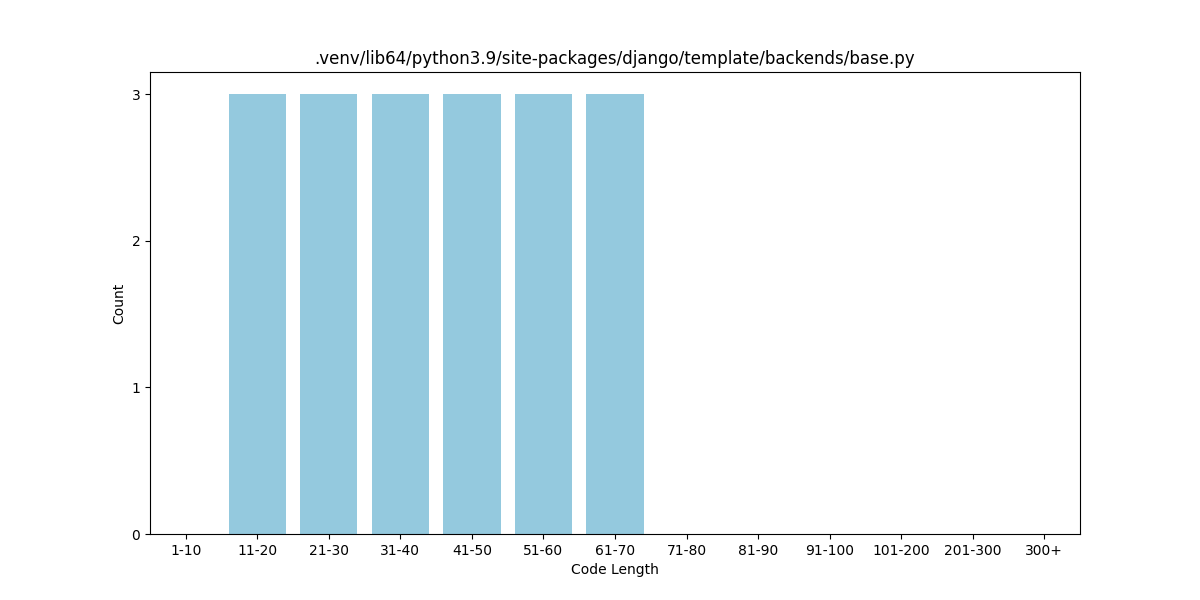 .venv/lib64/python3.9/site-packages/django/template/backends/base.py
3
2
1
0
Count
1-10 11-20 21-30 31-40 41-50 51-60 61-70 71-80 81-90 91-100 101-200 201-300 300+
Code Length